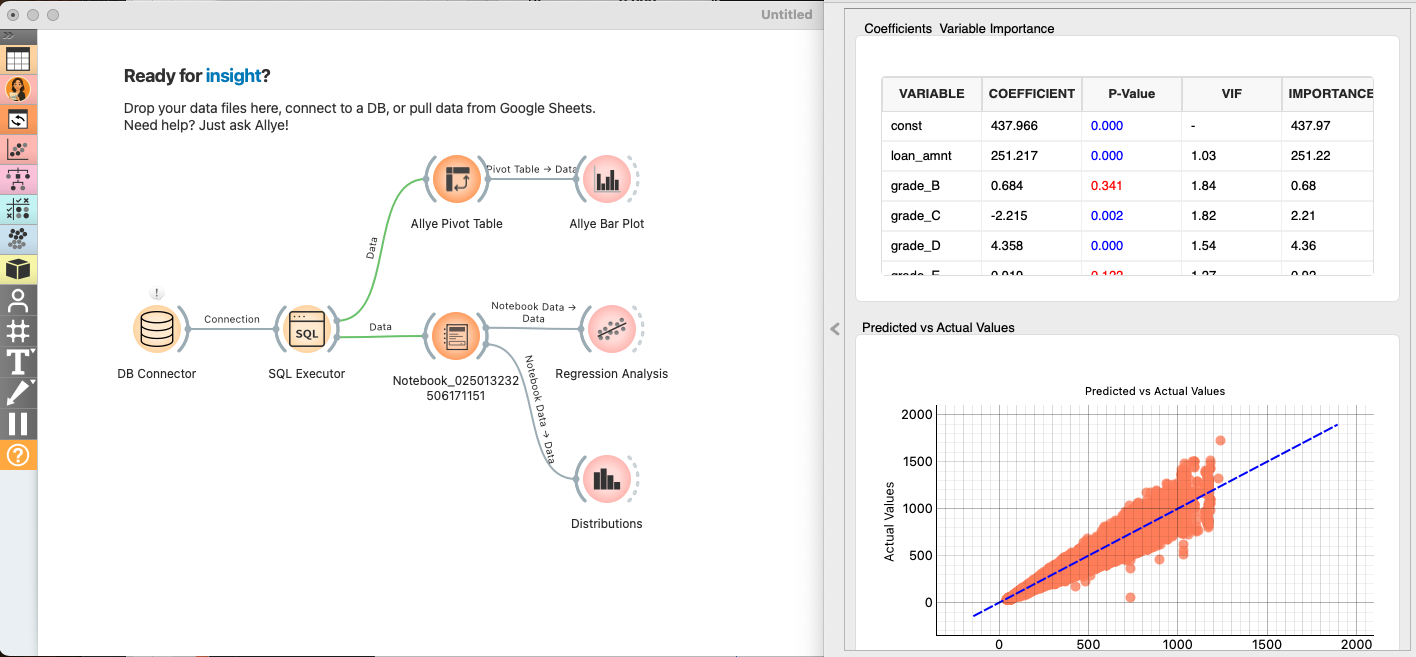 Untitled
Ready for insight?
Drop your data files here, connect to a DB, or pull data from Google Sheets.
Need help? Just ask Allye!
Pivot Table → Data
Allye Pivot Table
Allye Bar Plot
Data
!
Connection
SQL
Data
Notebook Data →
Data
DB Connector
SQL Executor
Notebook_025013232
506171151
Regression Analysis
Notebook Data → Data
Distributions
T
?
Coefficients Variable Importance
VARIABLE COEFFICIENT P-Value VIF IMPORTANCE
const 437.966 0.000 - 437.97
loan_amnt 251.217 0.000 1.03 251.22
grade_B 0.684 0.341 1.84 0.68
grade_C -2.215 0.002 1.82 2.21
grade_D 4.358 0.000 1.54 4.36
Predicted vs Actual Values
Predicted vs Actual Values
Actual Values
2000
1500
1000
500
0
0 500 1000 1500 2000